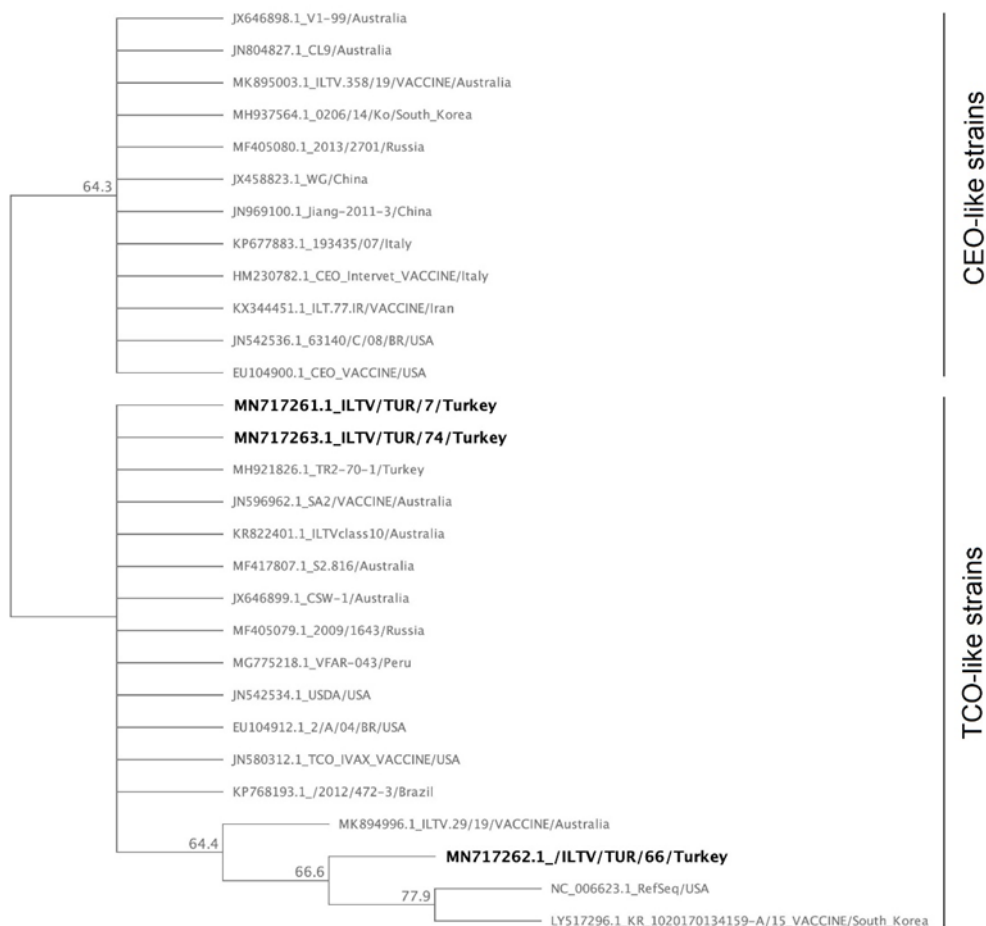 JX646898.1_V1-99/Australia
JN804827.1_CL9/Australia
MK895003.1_ILTV.358/19/VACCINE/Australia
MH937564.1_0206/14/Ko/South_Korea
MF405080.1_2013/2701/Russia
64.3
JX458823.1_WG/China
JN969100.1_Jiang-2011-3/China
KP677883.1_193435/07/Italy
HM230782.1_CEO_Intervet_VACCINE/Italy
KX344451.1_ILT.77.IR/VACCINE/Iran
JN542536.1_63140/C/08/BR/USA
EU104900.1_CEO_VACCINE/USA
CEO-like strains
MN717261.1_ILTV/TUR/7/Turkey
MN717263.1_ILTV/TUR/74/Turkey
MH921826.1_TR2-70-1/Turkey
JN596962.1_SA2/VACCINE/Australia
KR822401.1_ILTVclass10/Australia
MF417807.1_S2.816/Australia
JX646899.1_CSW-1/Australia
MF405079.1_2009/1643/Russia
MG775218.1_VFAR-043/Peru
JN542534.1_USDA/USA
EU104912.1_2/A/04/BR/USA
JN580312.1_TCO_IVAX_VACCINE/USA
KP768193.1_/2012/472-3/Brazil
MK894996.1_ILTV.29/19/VACCINE/Australia
64.4
MN717262.1_/ILTV/TUR/66/Turkey
66.6
NC_006623.1_RefSeq/USA
77.9
LY517296.1_KR_1020170134159-A/15_VACCINE/South_Korea
TCO-like strains